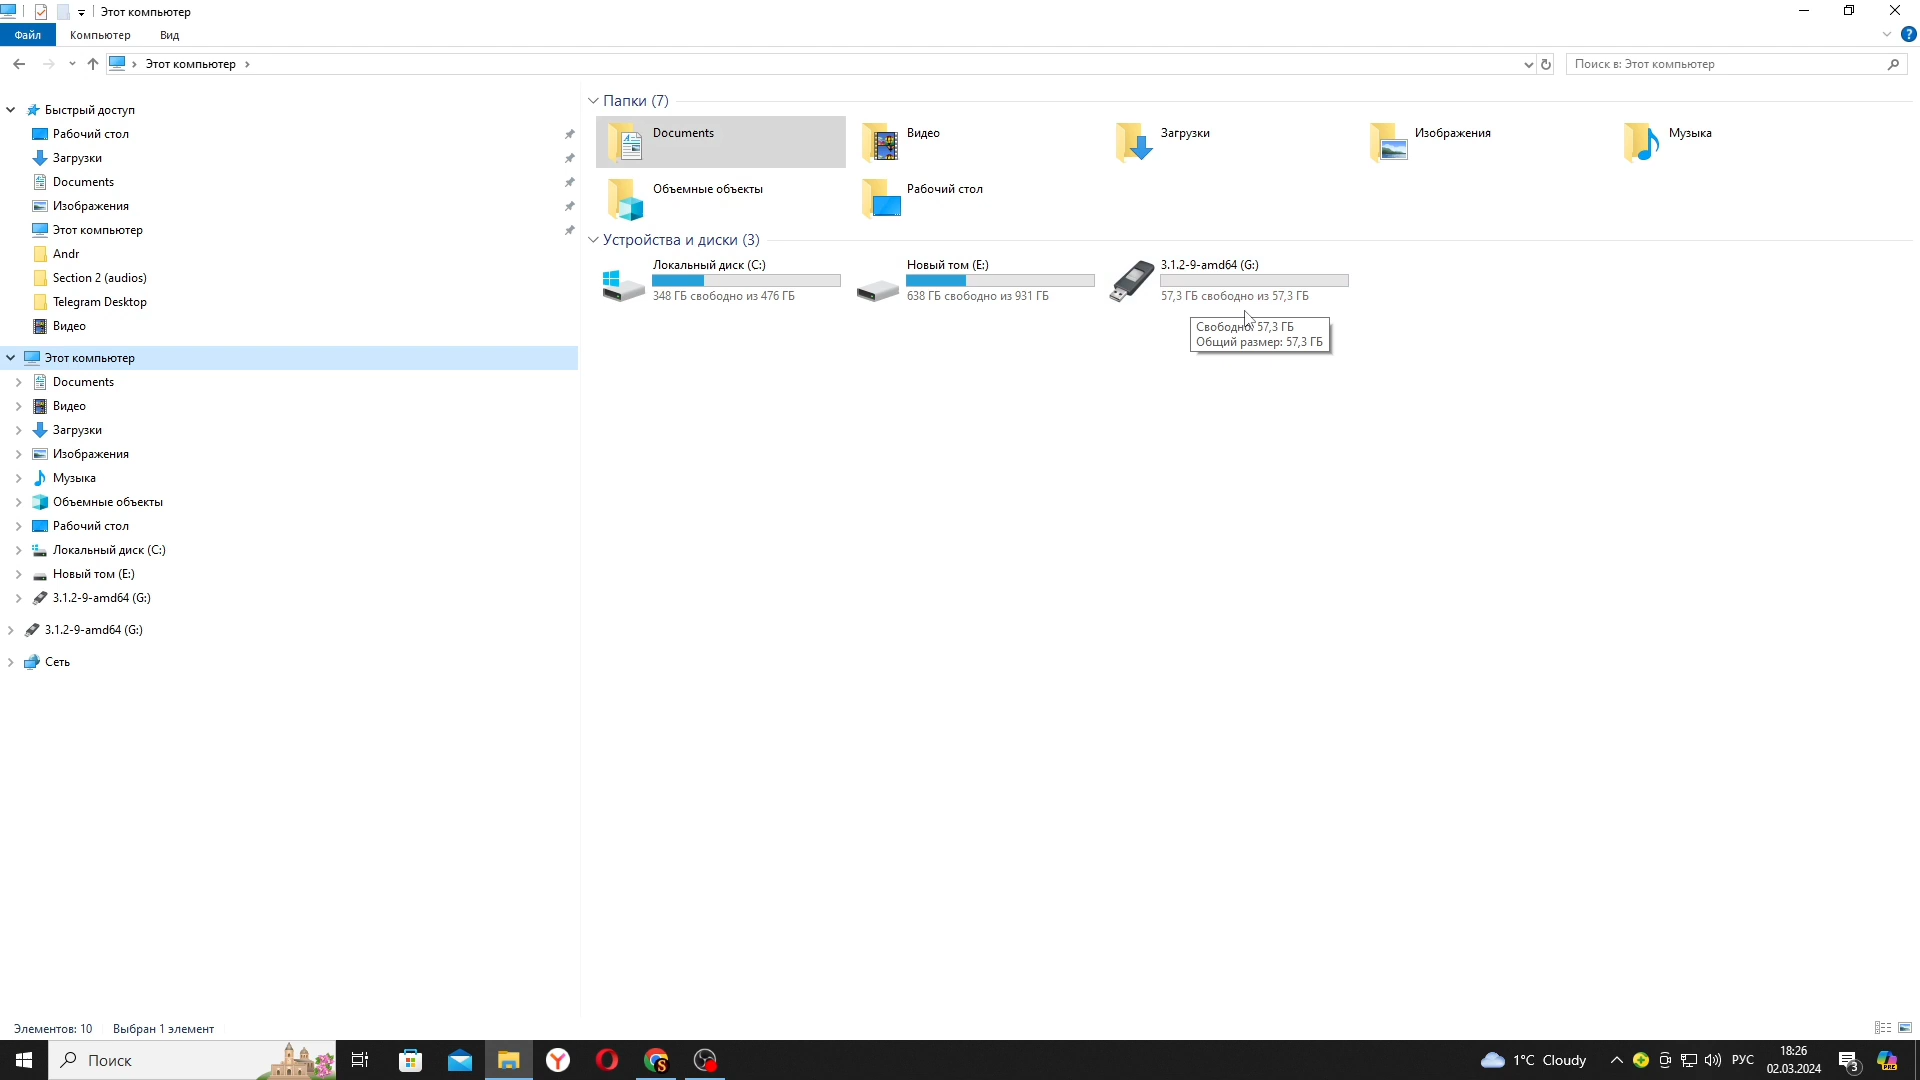 Этот компьютер
Файл
Компьютер
Вид
?
Этот компьютер
Поиск в: Этот компьютер
Быстрый доступ
Рабочий стол
Загрузки
Documents
Изображения
Этот компьютер
Andr
Section 2 (audios)
Telegram Desktop
Видео
Этот компьютер
Documents
Видео
Загрузки
Изображения
Музыка
Объемные объекты
Рабочий стол
Локальный диск (C:)
Новый том (E:)
3.1.2-9-amd64 (G:)
3.1.2-9-amd64 (G:)
Сеть
Папки (7)
Documents
Видео
Загрузки
Изображения
Музыка
Объемные объекты
Рабочий стол
Устройства и диски (3)
Локальный диск (C:)
348 ГБ свободно из 476 ГБ
Новый том (E:)
638 ГБ свободно из 931 ГБ
3.1.2-9-amd64 (G:)
57,3 ГБ свободно из 57,3 ГБ
Свободно: 57,3 ГБ
Общий размер: 57,3 ГБ
Элементов: 10
Выбран 1 элемент
Поиск
1°C Cloudy
РУС
18:26
02.03.2024
3
PRE